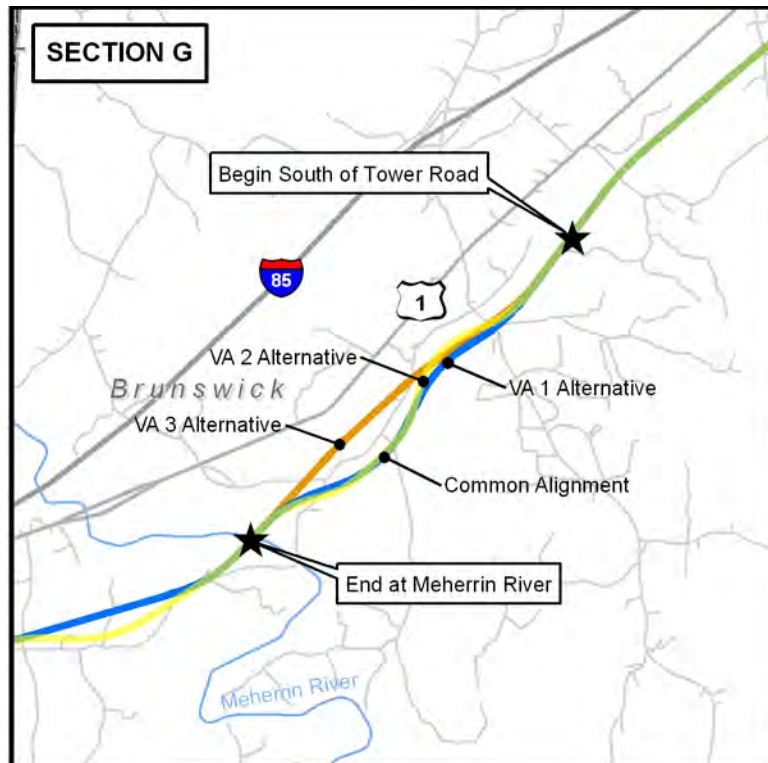 SECTION G
Begin South of Tower Road
85
1
VA 2 Alternative
Brunswick
VA 1 Alternative
VA 3 Alternative
Common Alignment
End at Meherrin River
Meherrin River